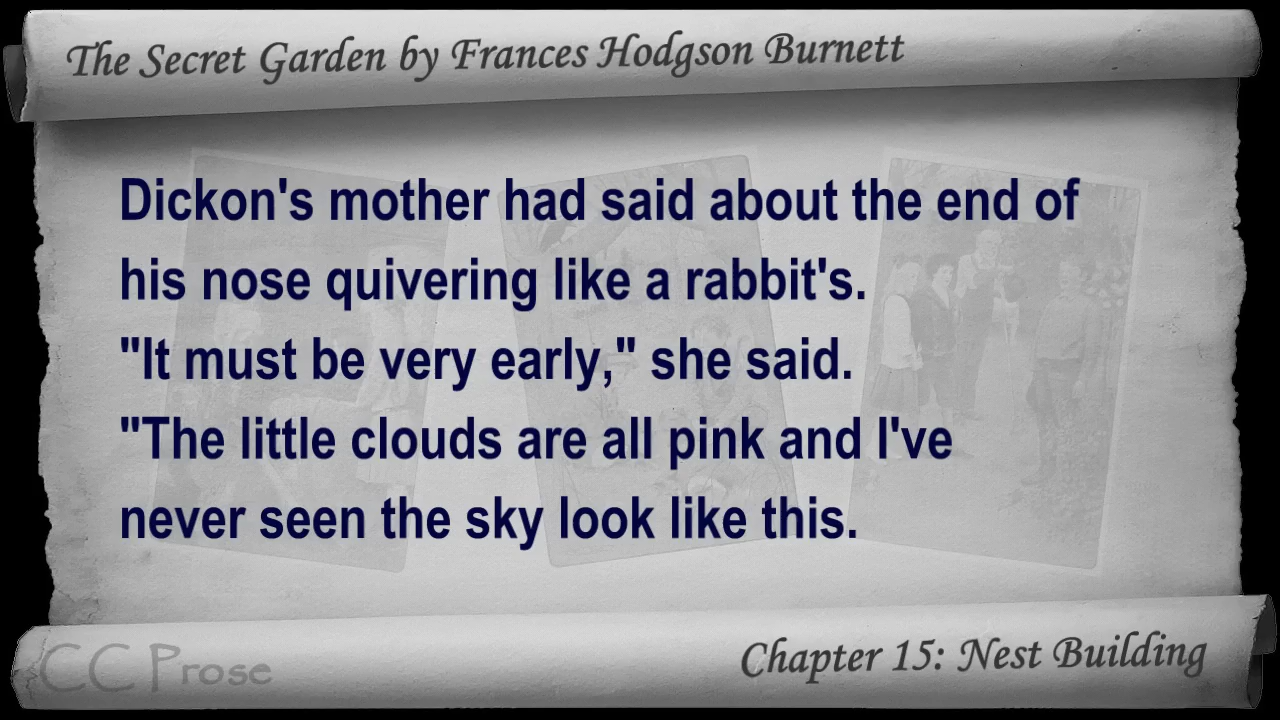 The Secret Garden by Frances Hodgson Burnett
Dickon's mother had said about the end of
his nose quivering like a rabbit's.
"It must be very early," she said.
"The little clouds are all pink and I've
never seen the sky look like this.
CC Prose
Chapter 15: Nest Building